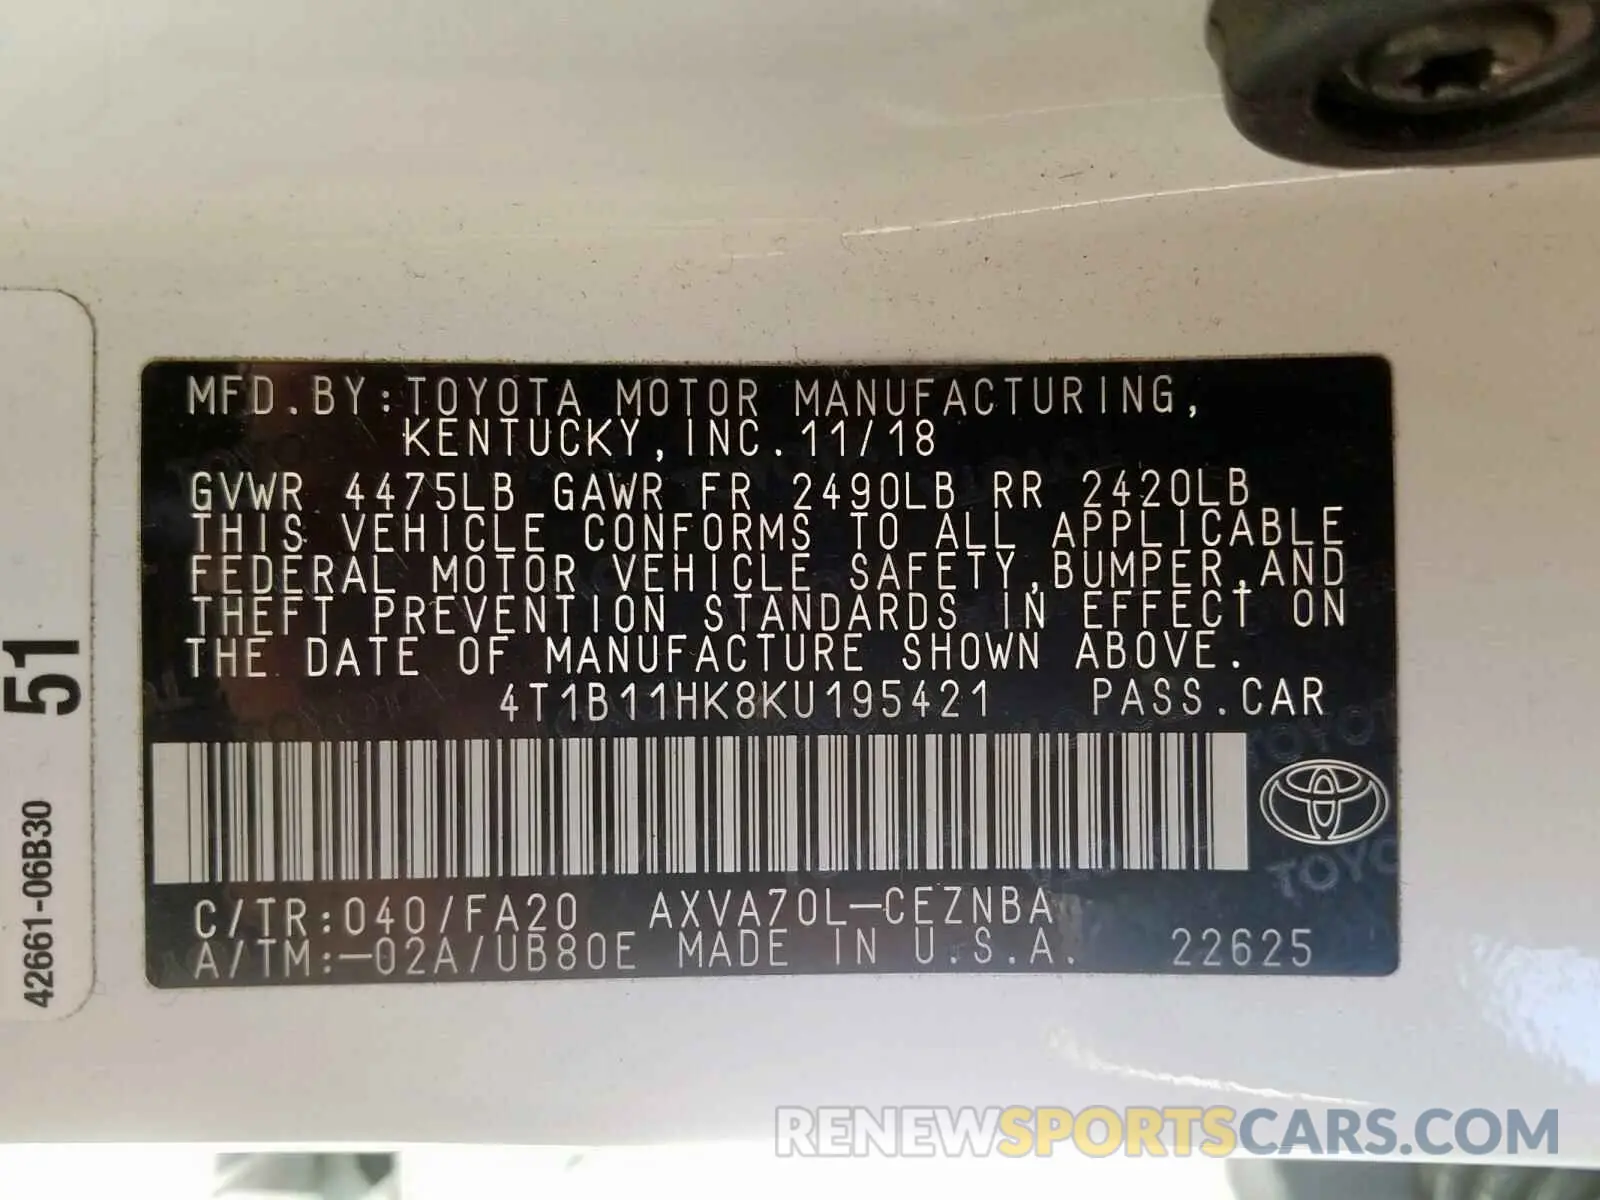 MFD.BY:TOYOTA MOTOR MANUFACTURING,
KENTUCKY,INC.11/18
GVWR 4475LB GAWR FR 2490LB RR 2420LB
THIS VEHICLE CONFORMS TO ALL APPLICABLE
FEDERAL MOTOR VEHICLE SAFETY,BUMPER,AND
THEFT PREVENTION STANDARDS IN EFFECT ON
THE DATE OF MANUFACTURE SHOWN ABOVE.
4T1B11HK8KU195421 PASS.CAR
C/TR:040/FA20 AXVA70L-CEZNBA
A/TM:-02A/UB80E MADE IN U.S.A. 22625
42661-06B30 51
RENEWSPORTSCARS.COM